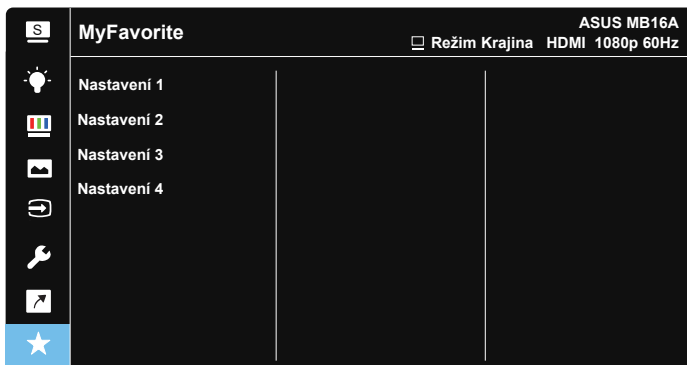 S
MyFavorite
ASUS MB16A
Režim Krajina HDMI 1080p 60Hz
Nastavení 1
Nastavení 2
Nastavení 3
Nastavení 4